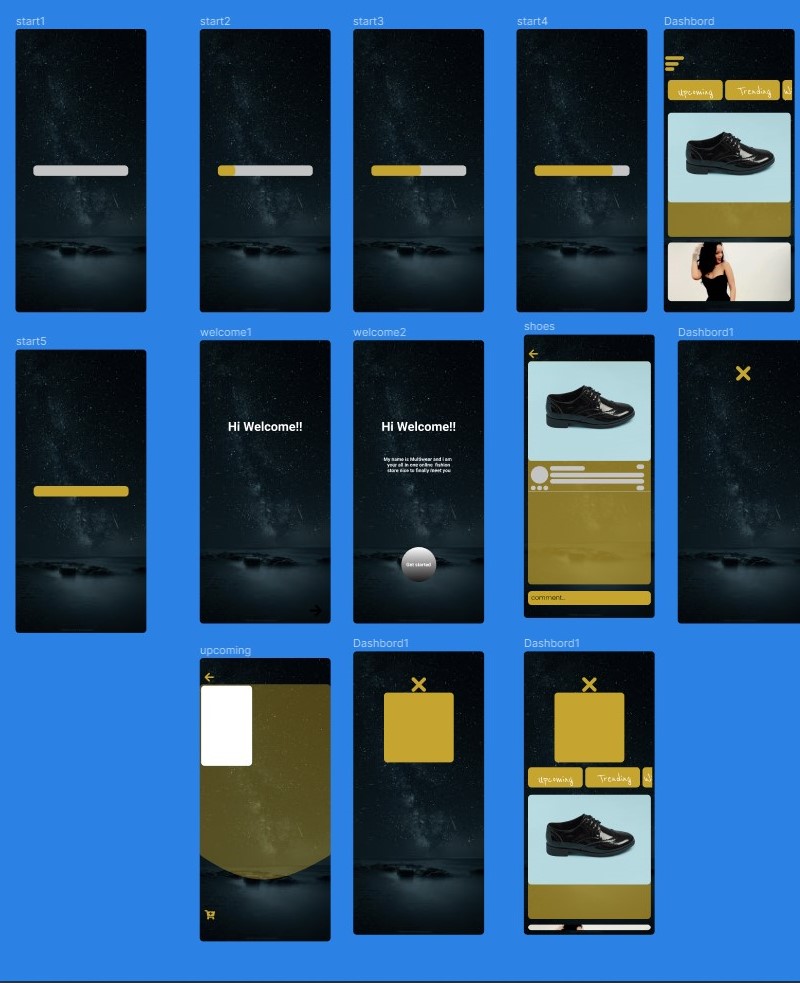 start1
start2
start3
start4
Dashbord
Upcoming
Trending
start5
welcome1
Hi Welcome!!
welcome2
Hi Welcome!!
My name is Multiwear and i am
your all in one online fashion
store nice to finally meet you
Get started
shoes
comment..
Dashbord1
upcoming
Dashbord1
Dashbord1
Upcoming
Trending